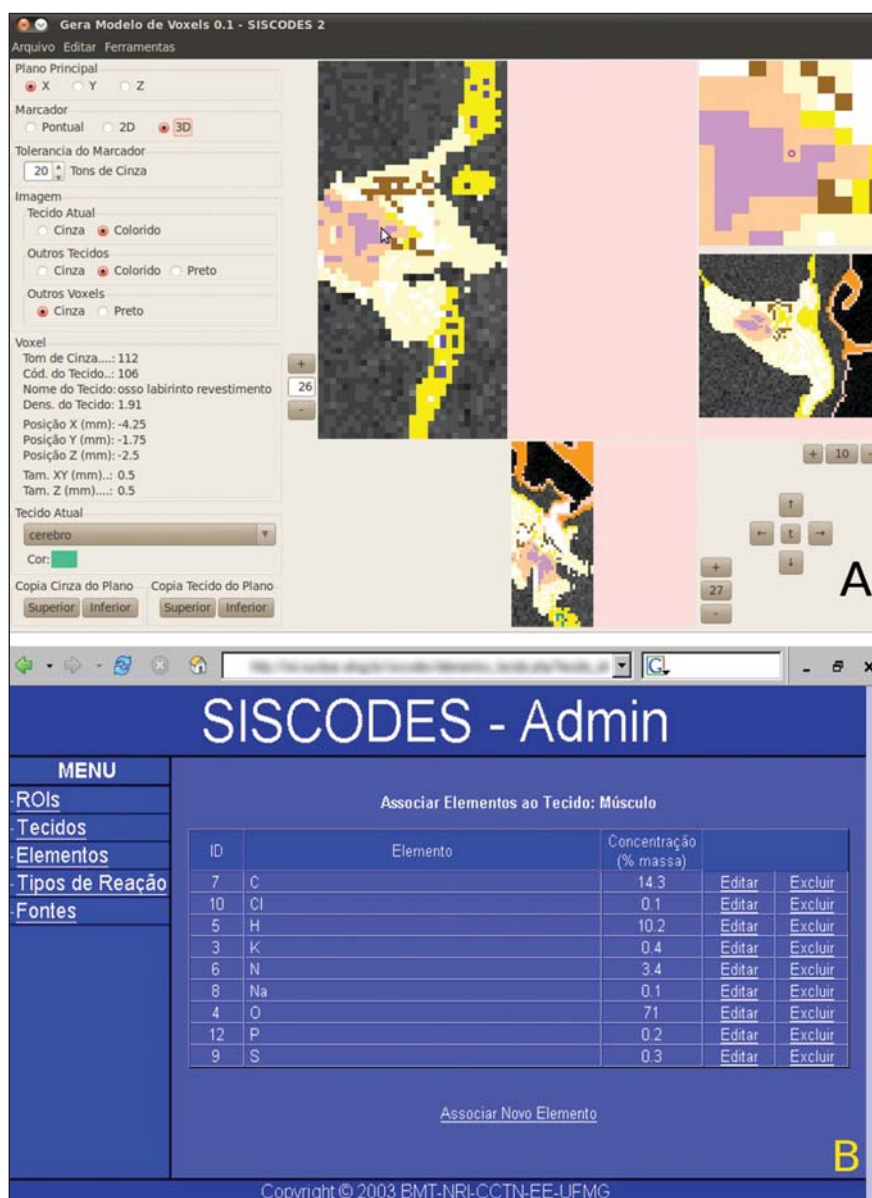 Gera Modelo de Voxels 0.1 - SISCODES 2
Arquivo Editar Ferramentas
Plano Principal
X Y Z
Marcador
Pontual 2D 3D
Tolerancia do Marcador
20 Tons de Cinza
Imagem
Tecido Atual
Cinza Colorido
Outros Tecidos
Cinza Colorido Preto
Outros Voxels
Cinza Preto
Voxel
Tom de Cinza....: 112
Cód. do Tecido..: 106
Nome do Tecido: osso labirinto revestimento
Dens. do Tecido: 1.91
Posição X (mm): -4.25
Posição Y (mm): -1.75
Posição Z (mm): -2.5
Tam. XY (mm)..: 0.5
Tam. Z (mm)....: 0.5
Tecido Atual
cerebro
Cor:
Copia Cinza do Plano Copia Tecido do Plano
Superior Inferior Superior Inferior
+
26
-
+ 10 -
↑
← t →
↓
+
27
-
A
G
SISCODES - Admin
MENU
-ROIs
-Tecidos
-Elementos
-Tipos de Reação
-Fontes
Associar Elementos ao Tecido: Músculo
ID Elemento Concentração (% massa)
7 C 14.3 Editar Excluir
10 Cl 0.1 Editar Excluir
5 H 10.2 Editar Excluir
3 K 0.4 Editar Excluir
6 N 3.4 Editar Excluir
8 Na 0.1 Editar Excluir
4 O 71 Editar Excluir
12 P 0.2 Editar Excluir
9 S 0.3 Editar Excluir
Associar Novo Elemento
B
Copyright © 2003 BMT-NRI-CCTN-EE-UFMG